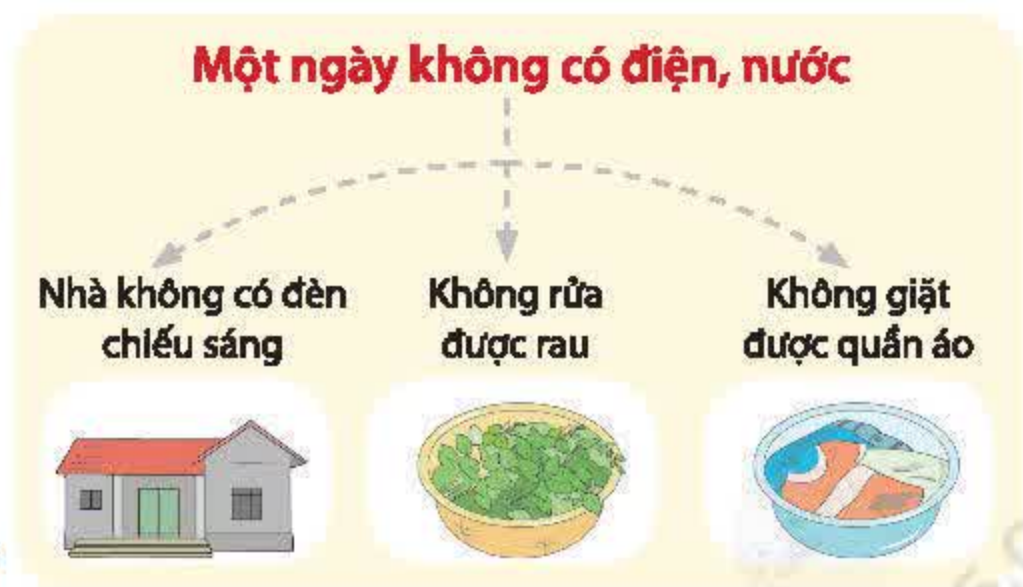 Một ngày không có điện, nước
Nhà không có đèn
chiếu sáng
Không rửa
được rau
Không giặt
được quần áo